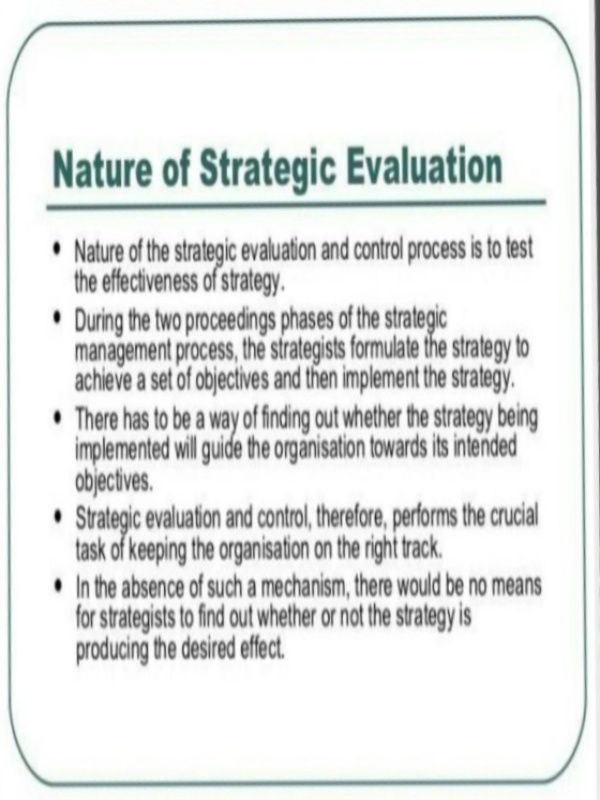 Nature of Strategic Evaluation
• Nature of the strategic evaluation and control process is to test
the effectiveness of strategy.
• During the two proceedings phases of the strategic
management process, the strategists formulate the strategy to
achieve a set of objectives and then implement the strategy.
• There has to be a way of finding out whether the strategy being
implemented will guide the organisation towards its intended
objectives.
• Strategic evaluation and control, therefore, performs the crucial
task of keeping the organisation on the right track.
• In the absence of such a mechanism, there would be no means
for strategists to find out whether or not the strategy is
producing the desired effect.